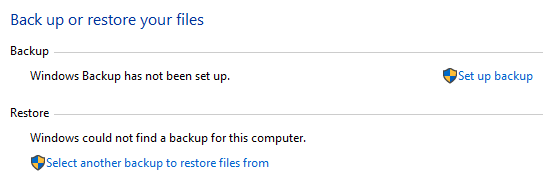 Back up or restore your files
Backup
Windows Backup has not been set up.
Set up backup
Restore
Windows could not find a backup for this computer.
Select another backup to restore files from